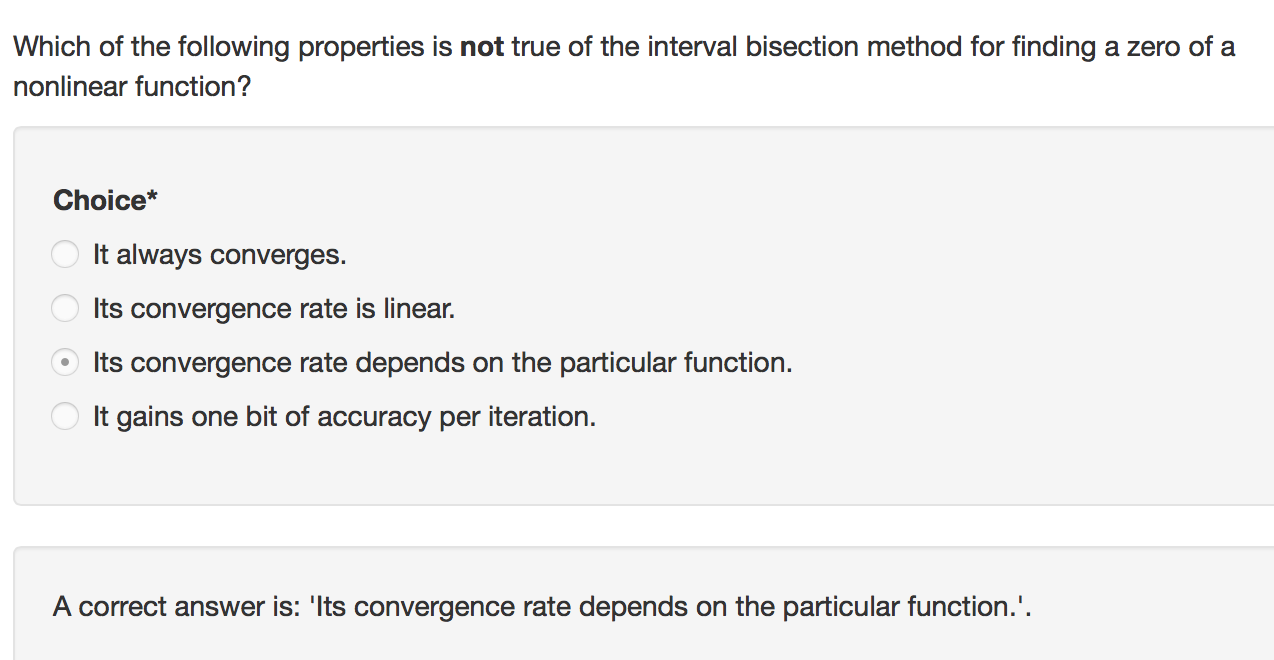 Which of the following properties is not true of the interval bisection method for finding a zero of a
nonlinear function?
Choice*
It always converges.
Its convergence rate is linear.
Its convergence rate depends on the particular function.
It gains one bit of accuracy per iteration.
A correct answer is: 'Its convergence rate depends on the particular function.'.